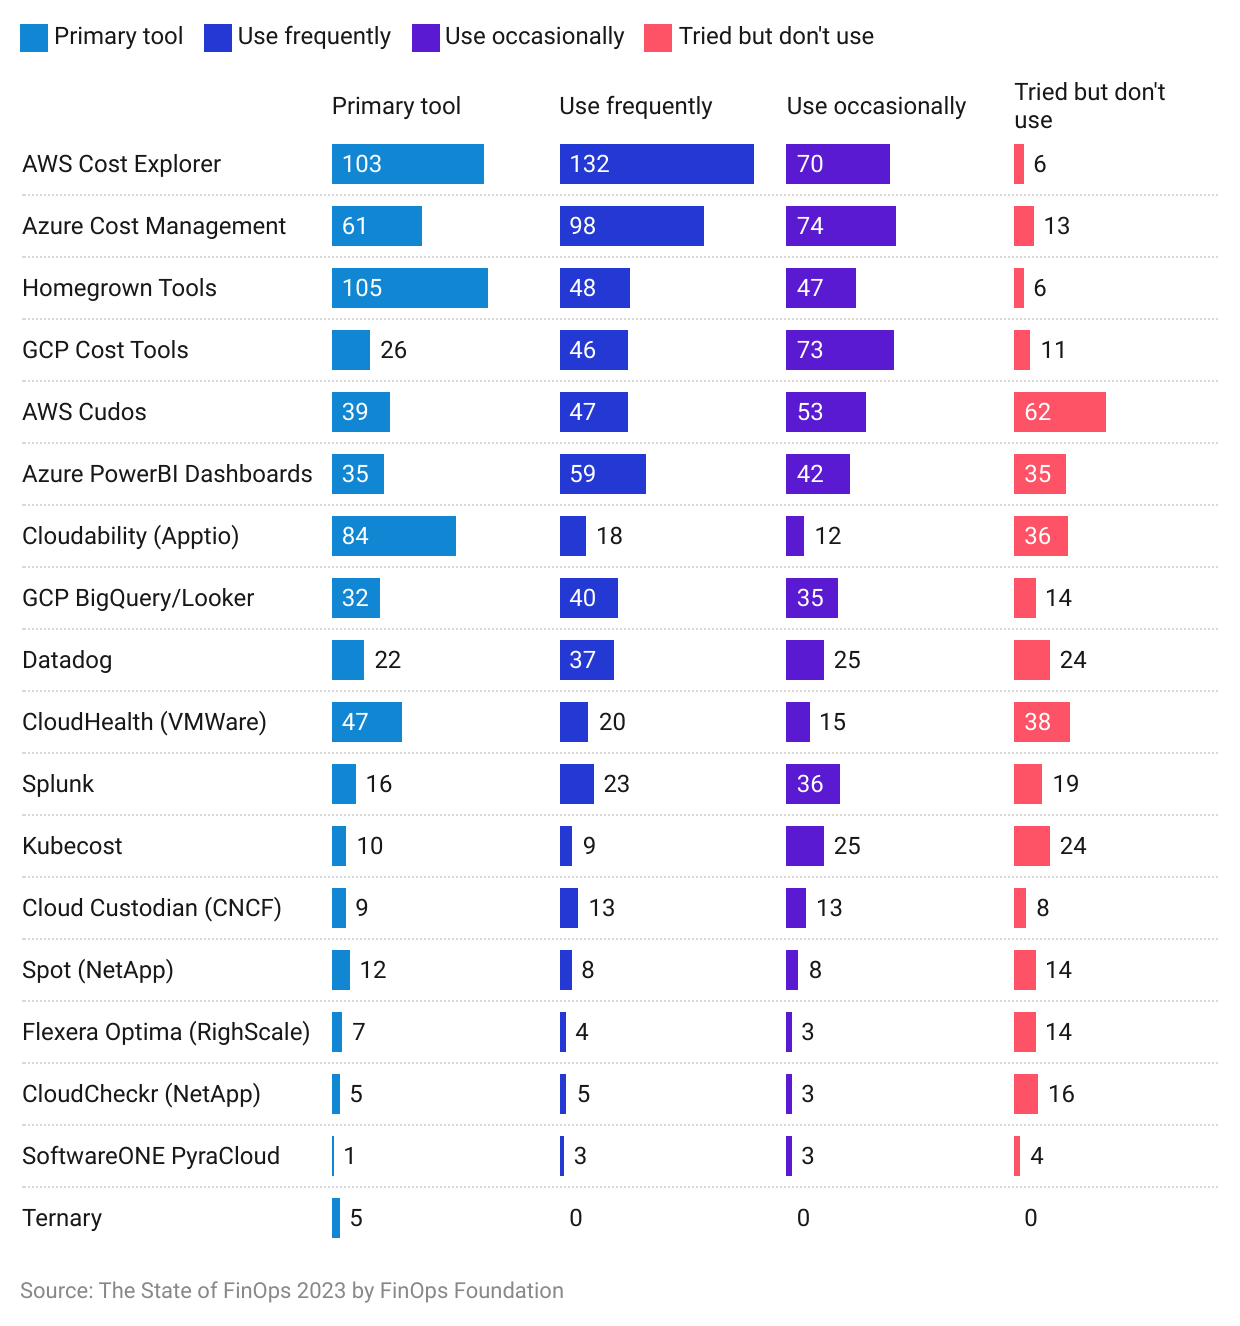 Primary tool Use frequently Use occasionally Tried but don't use
Primary tool Use frequently Use occasionally Tried but don't
use
AWS Cost Explorer 103 132 70 6
Azure Cost Management 61 98 74 13
Homegrown Tools 105 48 47 6
GCP Cost Tools 26 46 73 11
AWS Cudos 39 47 53 62
Azure PowerBI Dashboards 35 59 42 35
Cloudability (Apptio) 84 18 12 36
GCP BigQuery/Looker 32 40 35 14
Datadog 22 37 25 24
CloudHealth (VMWare) 47 20 15 38
Splunk 16 23 36 19
Kubecost 10 9 25 24
Cloud Custodian (CNCF) 9 13 13 8
Spot (NetApp) 12 8 8 14
Flexera Optima (RighScale) 7 4 3 14
CloudCheckr (NetApp) 5 5 3 16
SoftwareONE PyraCloud 1 3 3 4
Ternary 5 0 0 0
Source: The State of FinOps 2023 by FinOps Foundation